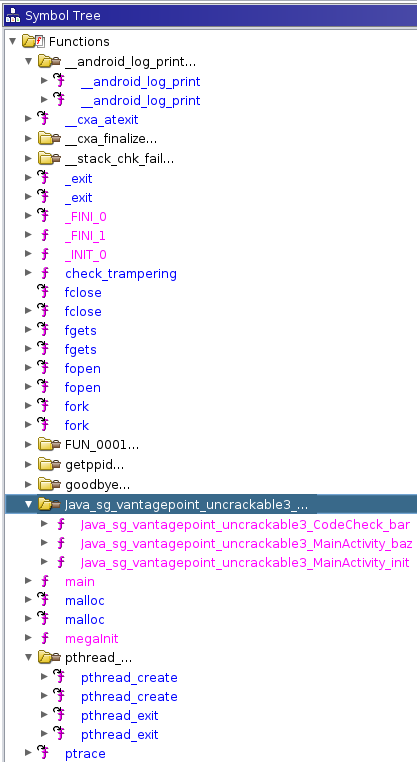 Symbol Tree
Functions
__android_log_print...
__android_log_print
__android_log_print
__cxa_atexit
__cxa_finalize...
__stack_chk_fail...
_exit
_exit
_FINI_0
_FINI_1
_INIT_0
check_trampering
fclose
fclose
fgets
fgets
fopen
fopen
fork
fork
FUN_0001...
getppid...
goodbye...
Java_sg_vantagepoint_uncrackable3_...
Java_sg_vantagepoint_uncrackable3_CodeCheck_bar
Java_sg_vantagepoint_uncrackable3_MainActivity_baz
Java_sg_vantagepoint_uncrackable3_MainActivity_init
main
malloc
malloc
megaInit
pthread_...
pthread_create
pthread_create
pthread_exit
pthread_exit
ptrace